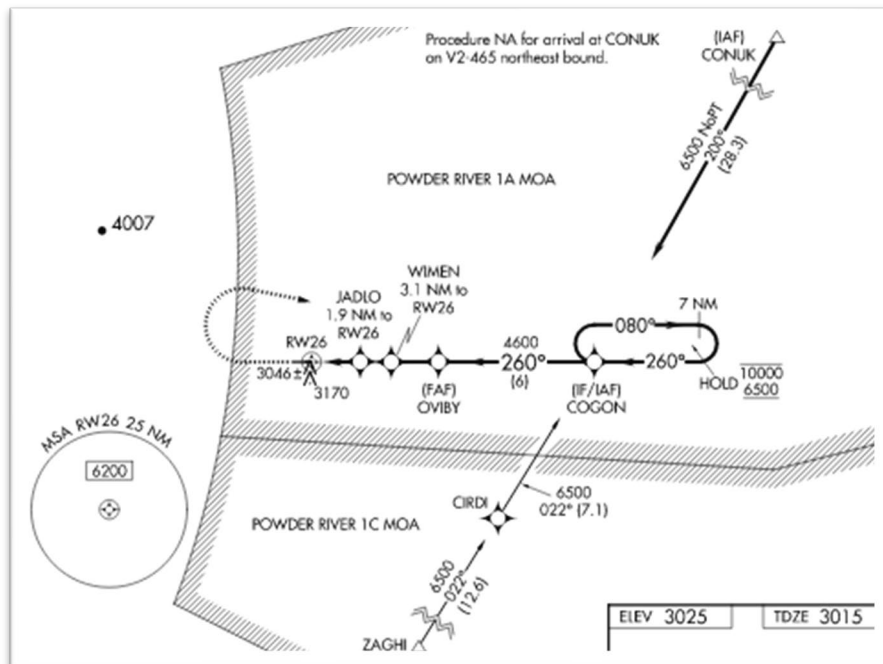 Procedure NA for arrival at CONUK
on V2-465 northeast bound.
(IAF)
CONUK
6500 NoPT
200°
(28.3)
POWDER RIVER 1A MOA
4007
WIMEN
3.1 NM to
RW26
JADLO
1.9 NM to
RW26
7 NM
080°
RW26
4600
260°
(6)
260°
HOLD
10000
6500
3046±
3170
(FAF)
OVIBY
(IF/IAF)
COGON
MSA RW26 25 NM
6200
CIRDI
6500
022° (7.1)
POWDER RIVER 1C MOA
6500
022°
(12.6)
ZAGHI
ELEV 3025
TDZE 3015